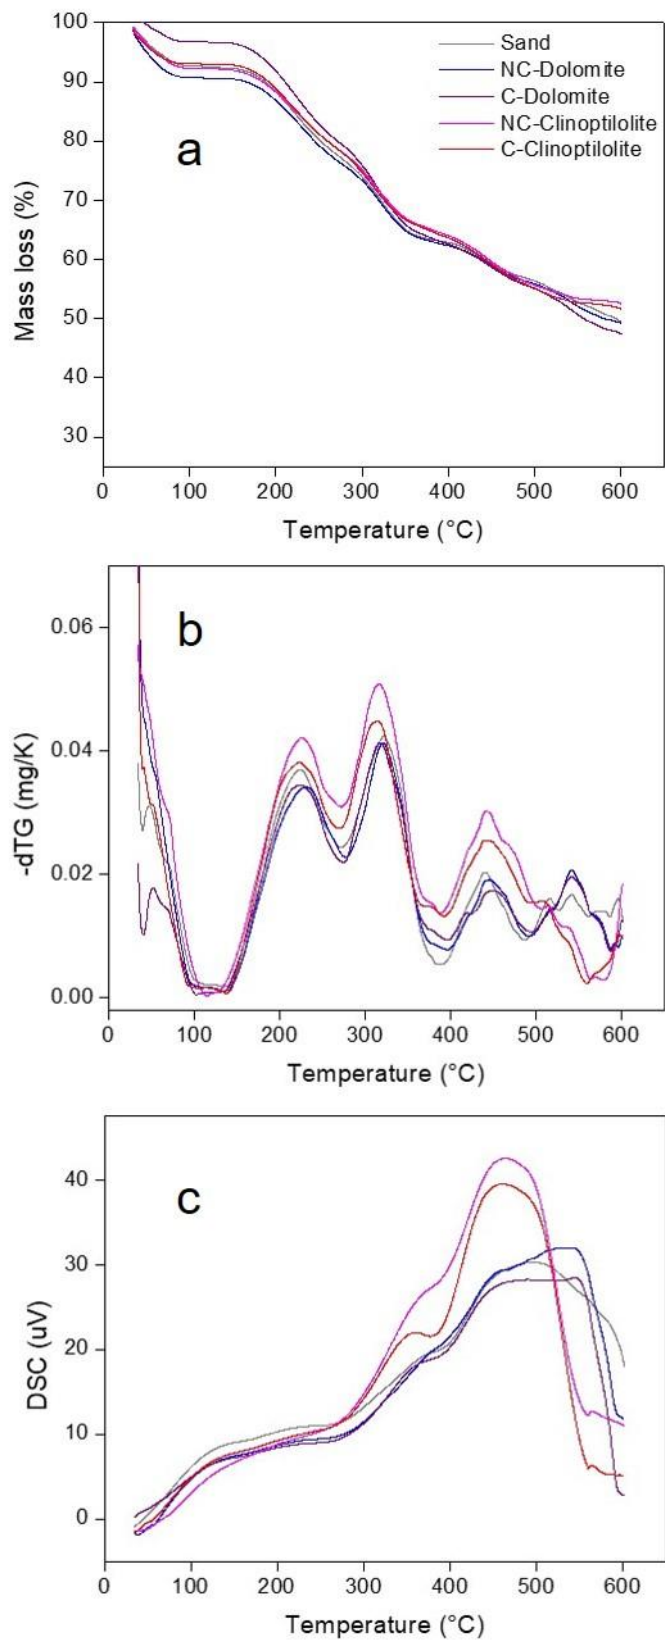 100
90
80
70
60
50
40
30
Mass loss (%)
a
Sand
NC-Dolomite
C-Dolomite
NC-Clinoptilolite
C-Clinoptilolite
0 100 200 300 400 500 600
Temperature (°C)
0.06
0.04
0.02
0.00
-dTG (mg/K)
b
0 100 200 300 400 500 600
Temperature (°C)
40
30
20
10
0
DSC (uV)
c
0 100 200 300 400 500 600
Temperature (°C)